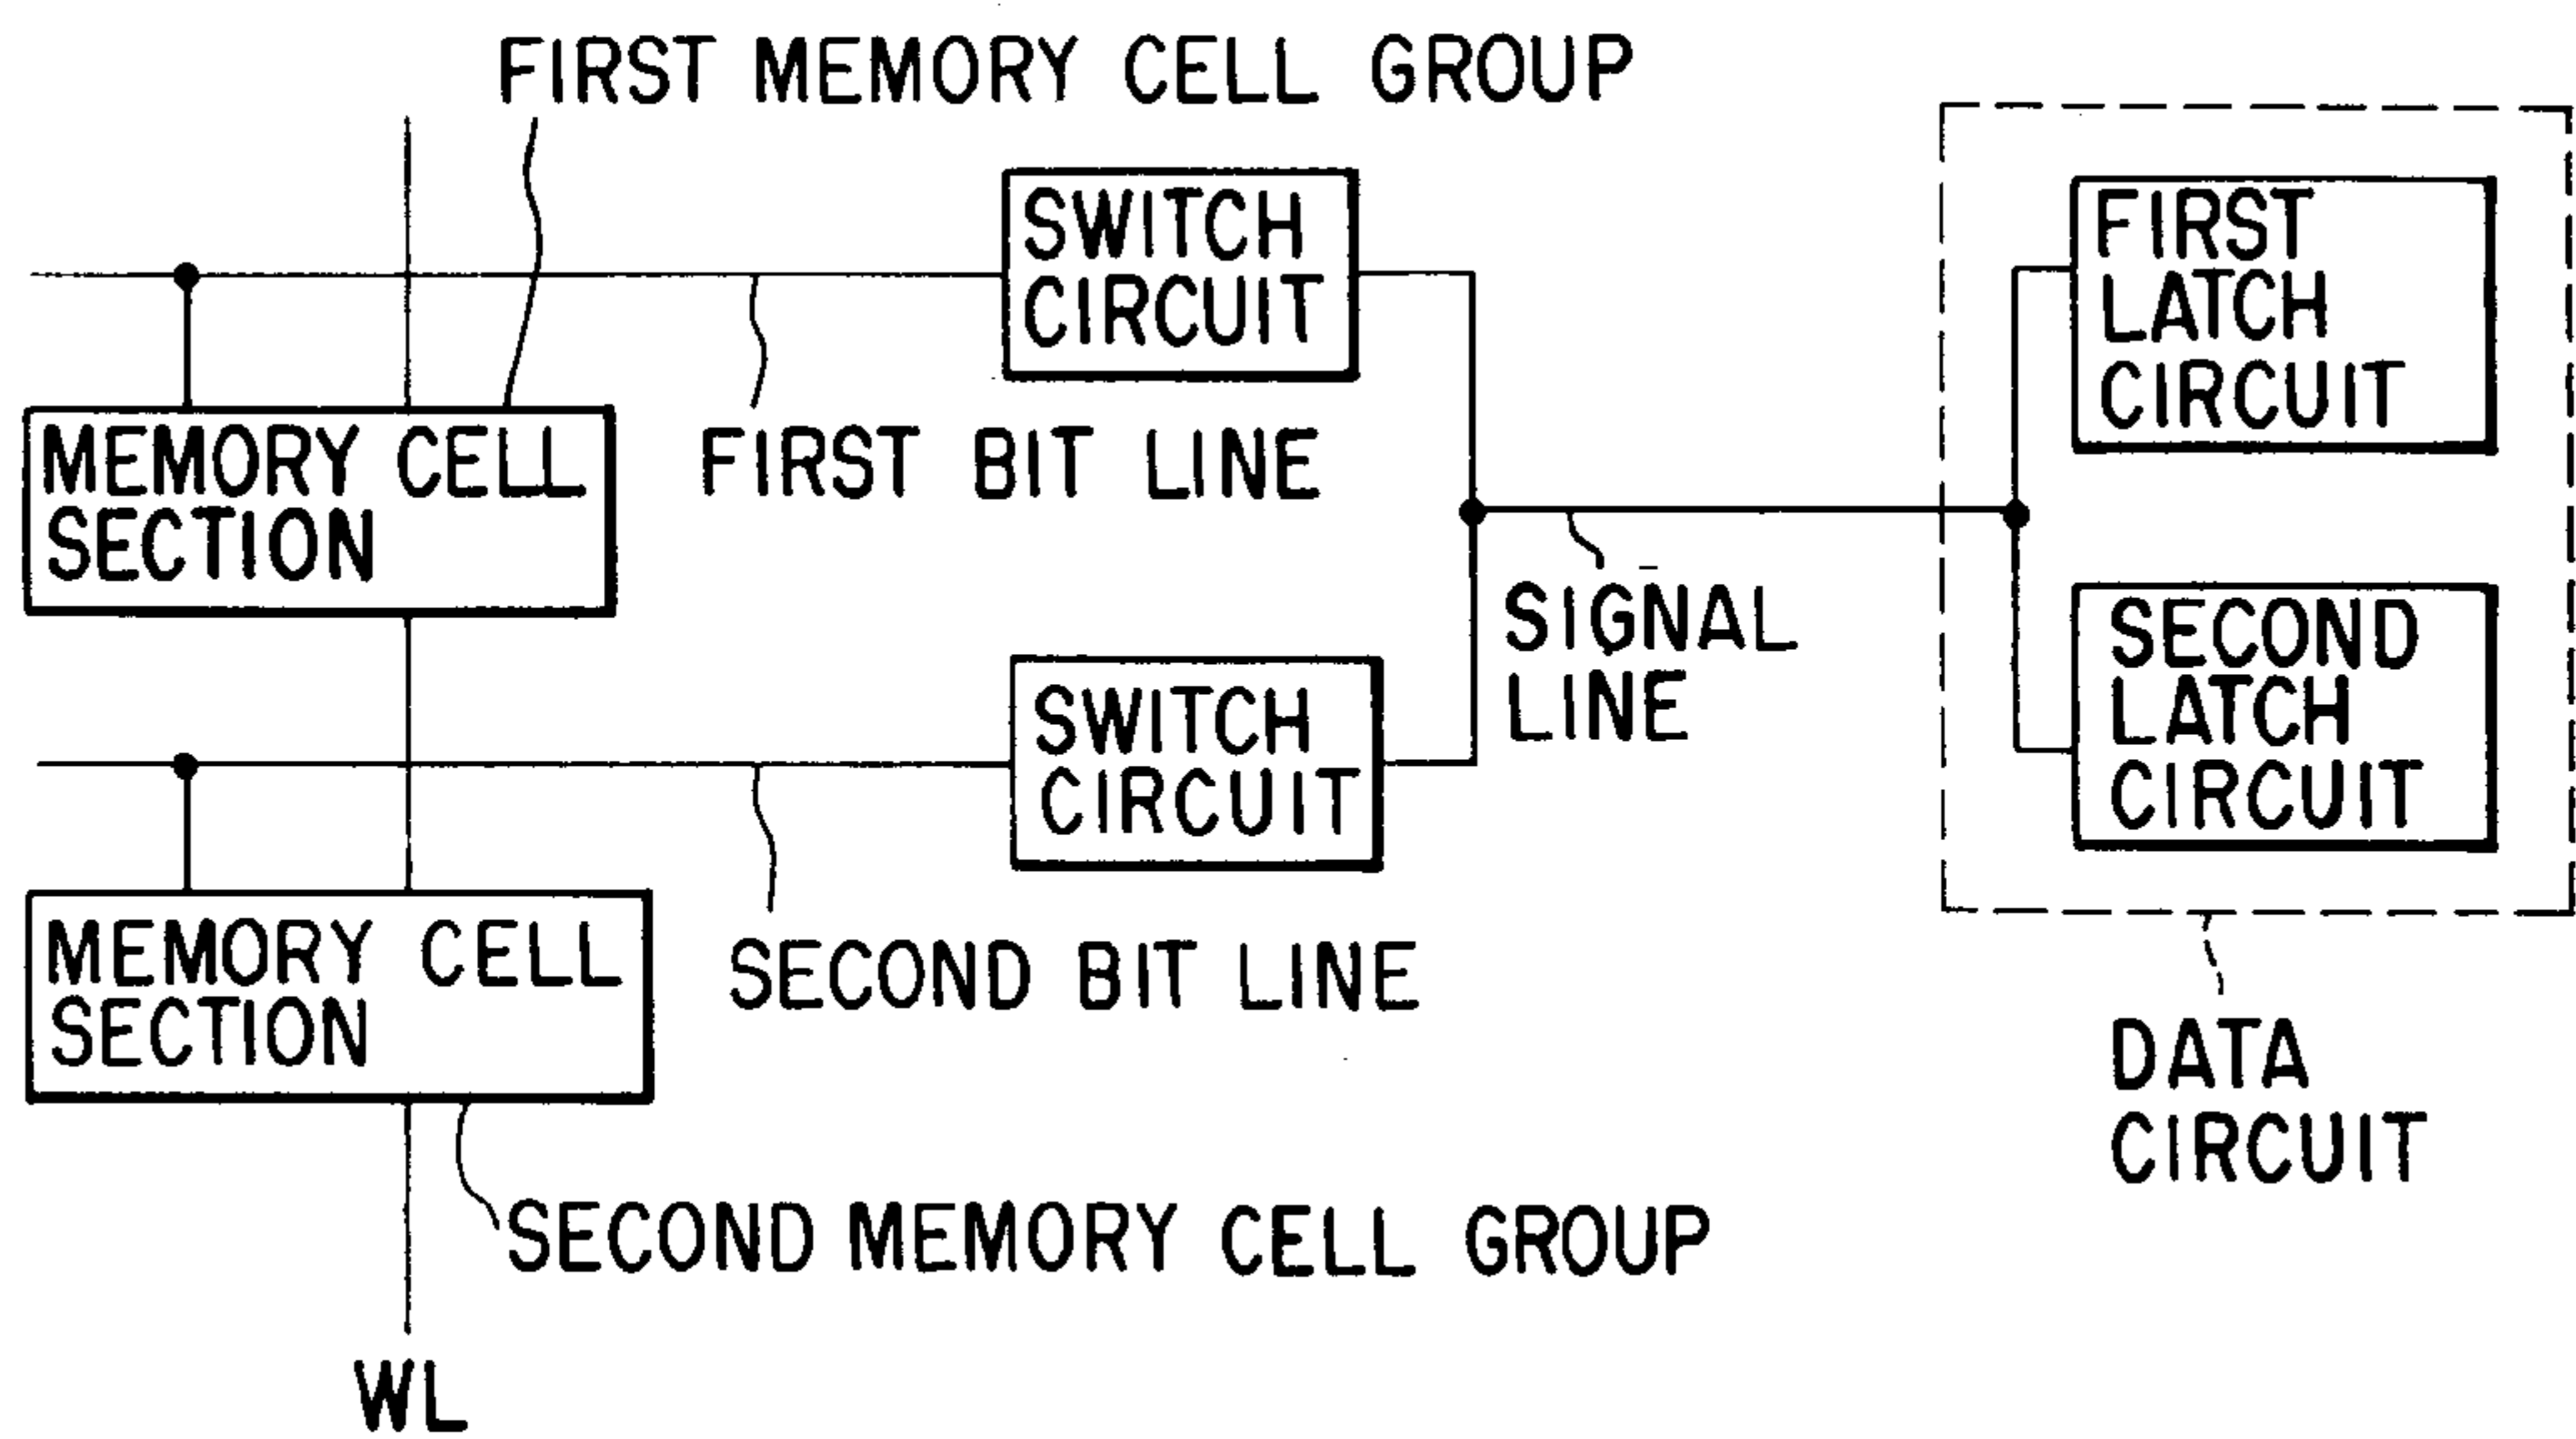 FIRST MEMORY CELL GROUP
SWITCH
CIRCUIT
FIRST
LATCH
CIRCUIT
MEMORY CELL
SECTION
FIRST BIT LINE
SIGNAL
LINE
SWITCH
CIRCUIT
SECOND
LATCH
CIRCUIT
MEMORY CELL
SECTION
SECOND BIT LINE
DATA
CIRCUIT
SECOND MEMORY CELL GROUP
WL